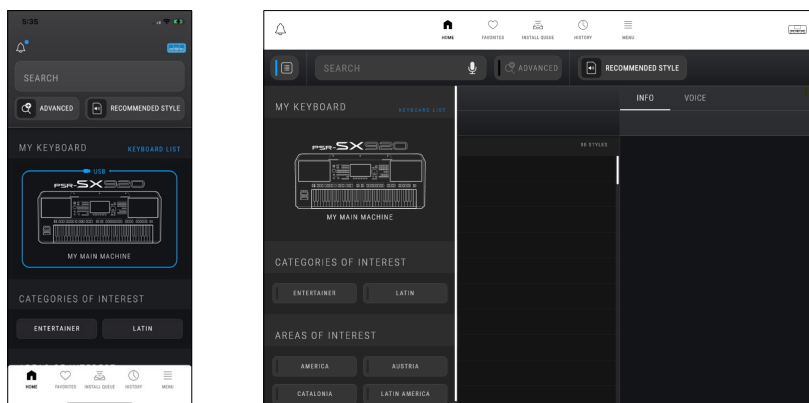 5:35
SEARCH
ADVANCED
RECOMMENDED STYLE
MY KEYBOARD
KEYBOARD LIST
USB
PSR-SX920
MY MAIN MACHINE
CATEGORIES OF INTEREST
ENTERTAINER
LATIN
HOME
FAVORITES
INSTALL QUEUE
HISTORY
MENU
HOME
FAVORITES
INSTALL QUEUE
HISTORY
MENU
SEARCH
ADVANCED
RECOMMENDED STYLE
MY KEYBOARD
KEYBOARD LIST
PSR-SX920
MY MAIN MACHINE
CATEGORIES OF INTEREST
ENTERTAINER
LATIN
AREAS OF INTEREST
AMERICA
AUSTRIA
CATALONIA
LATIN AMERICA
INFO
VOICE